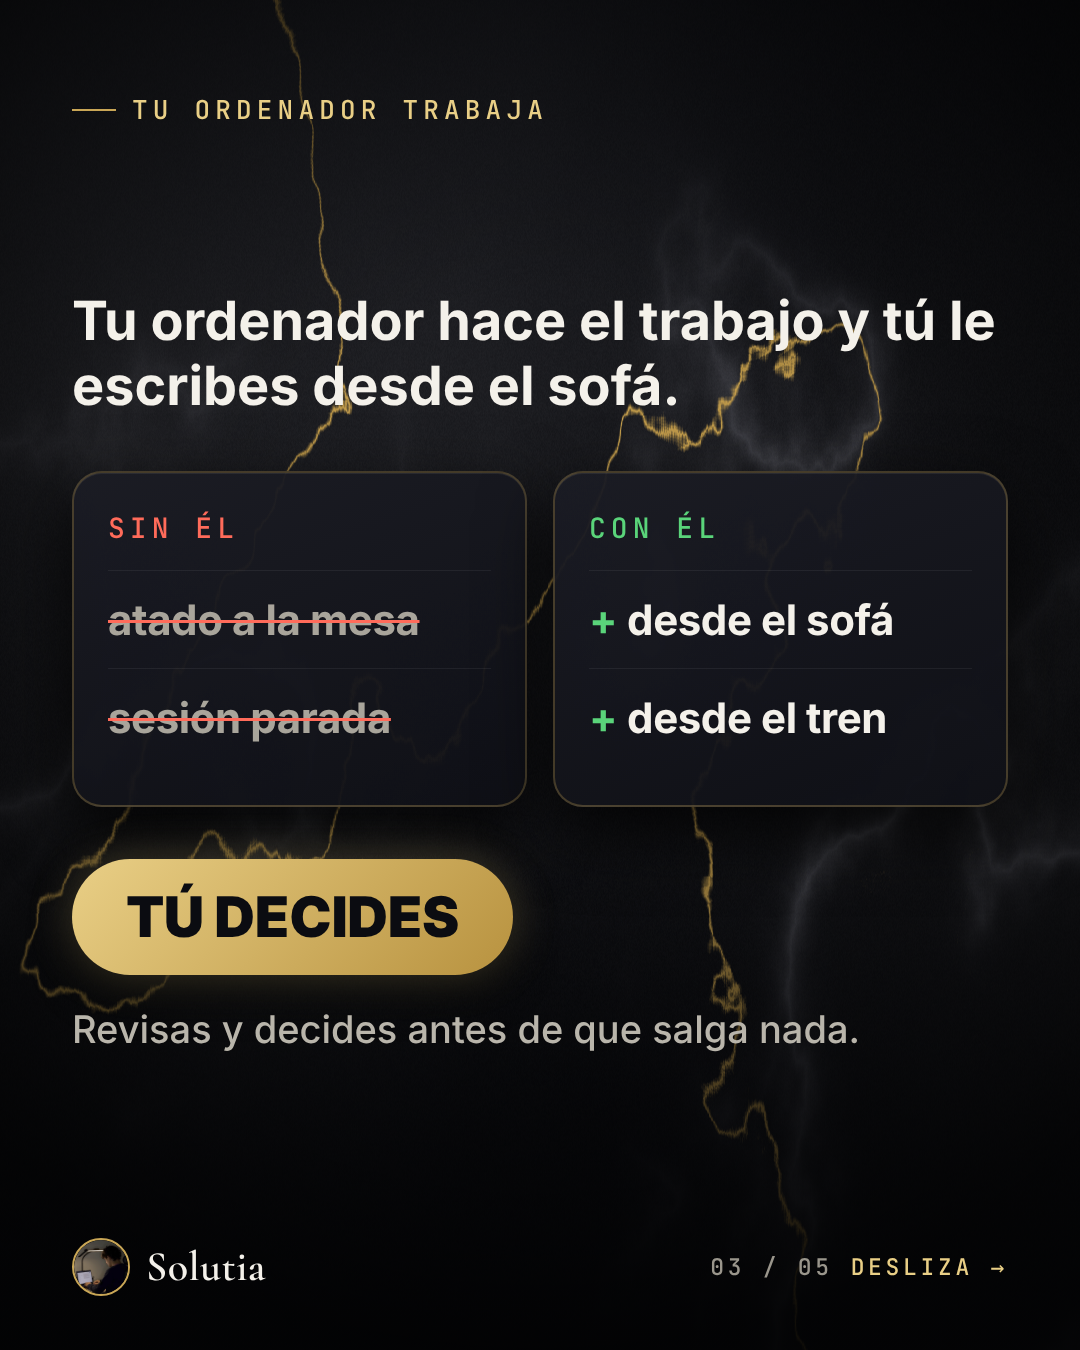 TU ORDENADOR TRABAJA
Tu ordenador hace el trabajo y tú le
escribes desde el sofá.
SIN ÉL
atado a la mesa
sesión parada
CON ÉL
+ desde el sofá
+ desde el tren
TÚ DECIDES
Revisas y decides antes de que salga nada.
Solutia
03 / 05 DESLIZA →